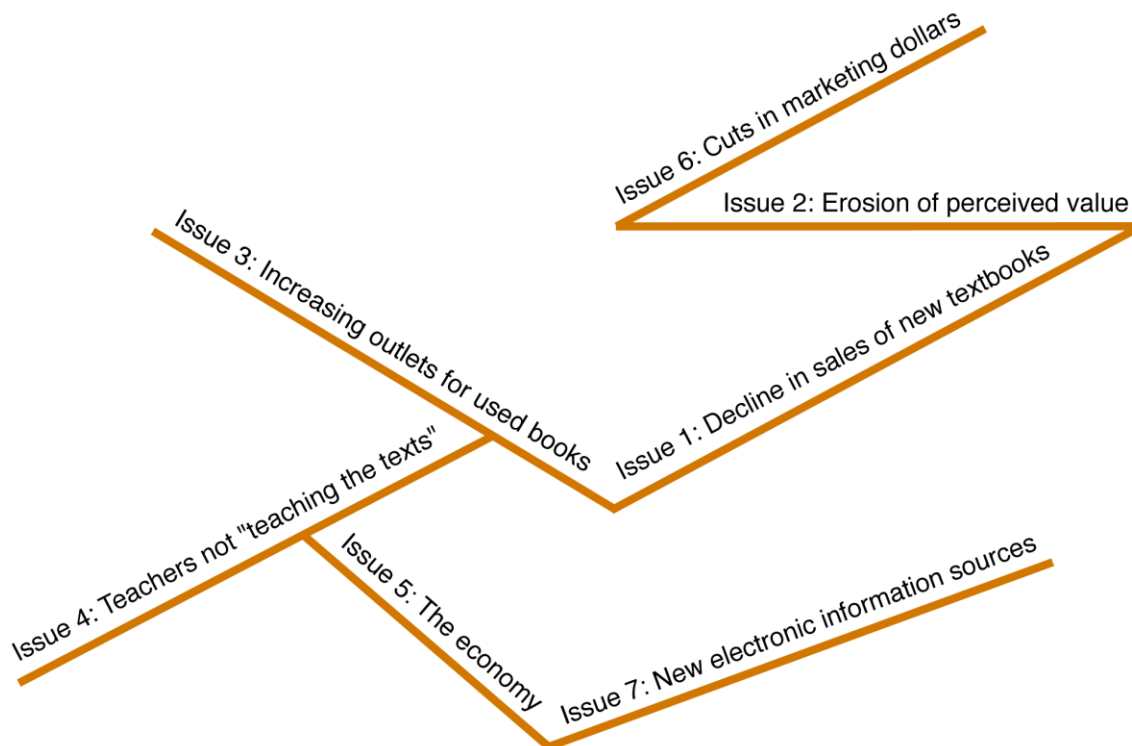 Issue 6: Cuts in marketing dollars
Issue 2: Erosion of perceived value
Issue 3: Increasing outlets for used books
Issue 1: Decline in sales of new textbooks
Issue 4: Teachers not "teaching the texts"
Issue 5: The economy
Issue 7: New electronic information sources